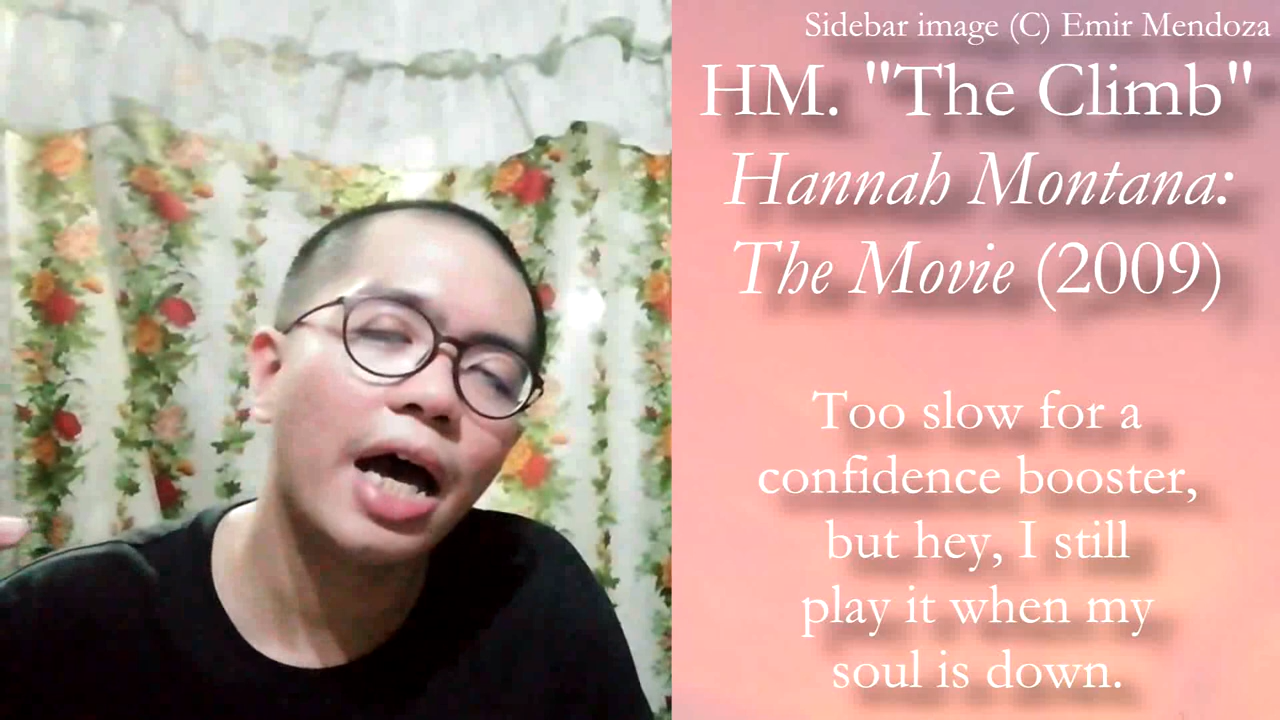 Sidebar image (C) Emir Mendoza
HM. "The Climb"
Hannah Montana:
The Movie (2009)
Too slow for a
confidence booster,
but hey, I still
play it when my
soul is down.